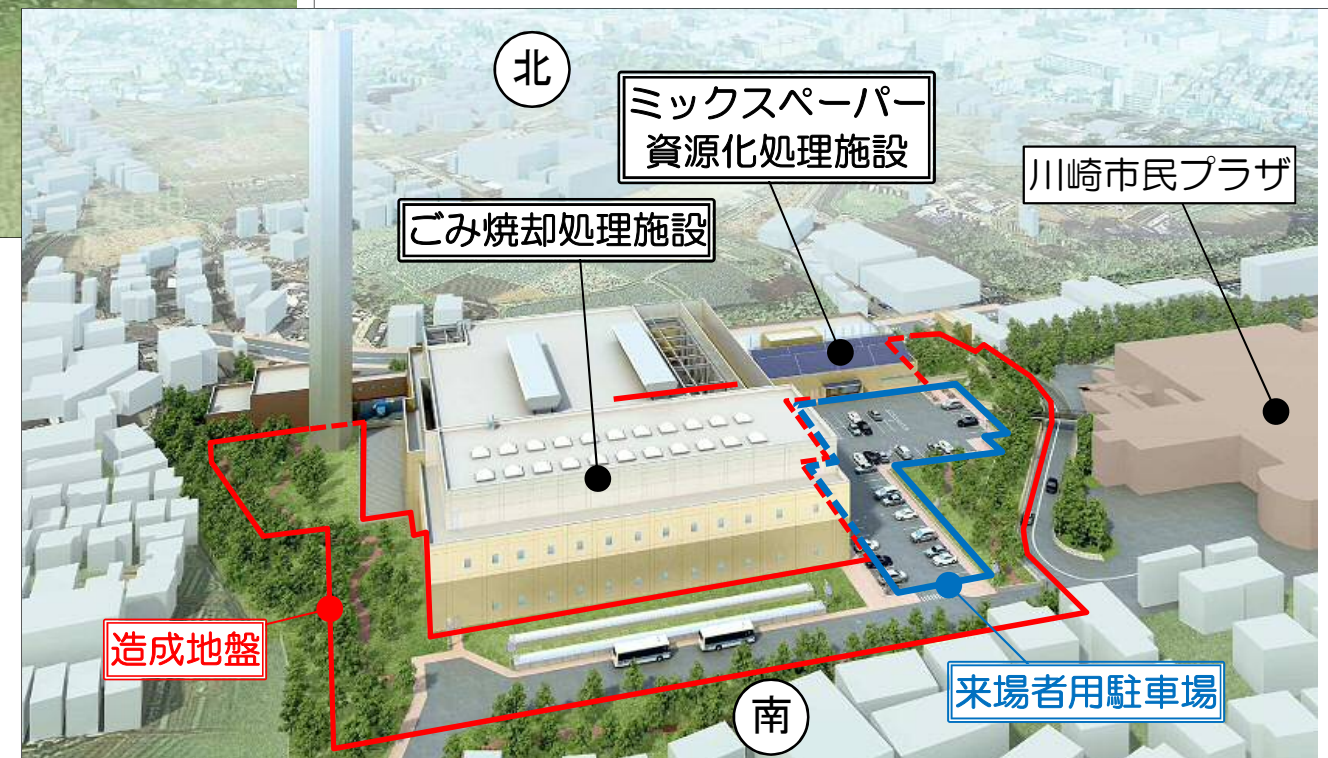 北
ミックスペーパー
資源化処理施設
川崎市民プラザ
ごみ焼却処理施設
造成地盤
来場者用駐車場
南